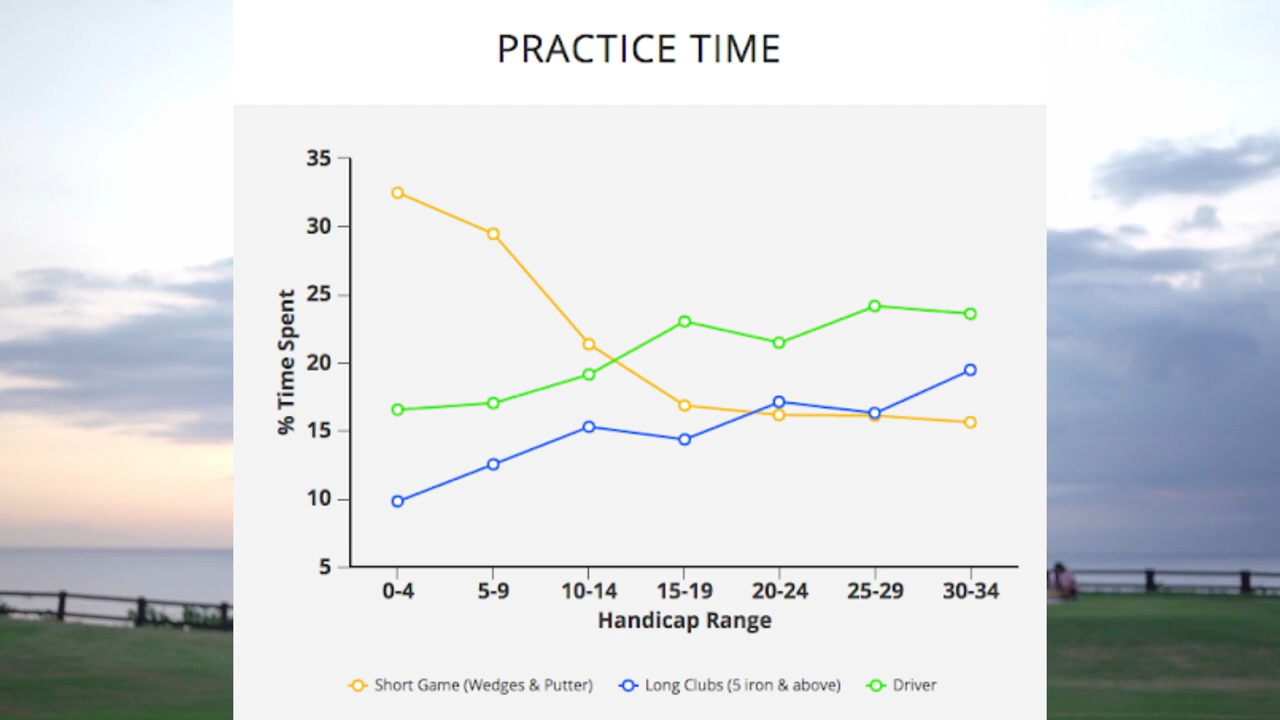 PRACTICE TIME
35
30
25
20
15
10
5
% Time Spent
0-4 5-9 10-14 15-19 20-24 25-29 30-34
Handicap Range
Short Game (Wedges & Putter) Long Clubs (5 iron & above) Driver